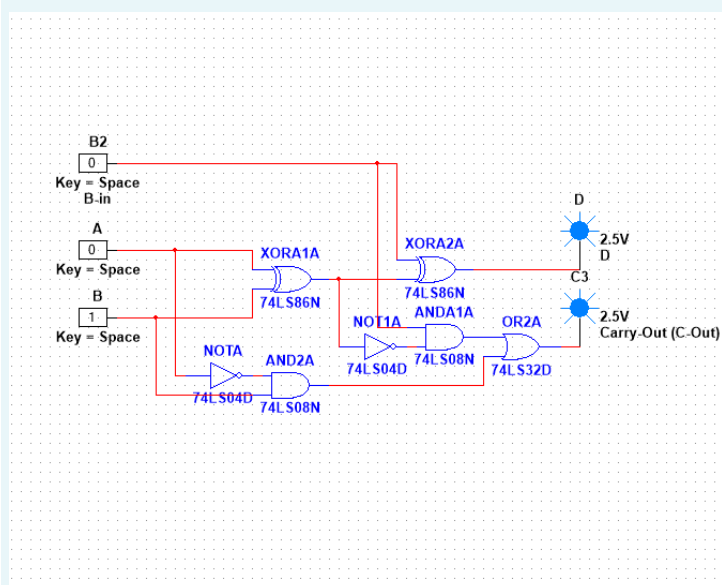 B2
0
Key = Space
B-in
A
0
Key = Space
B
1
Key = Space
XORA1A
74LS86N
XORA2A
74LS86N
NOTA
74LS04D
AND2A
74LS08N
NOT1A
74LS04D
ANDA1A
74LS08N
OR2A
74LS32D
D
2.5V
D
C3
2.5V
Carry-Out (C-Out)